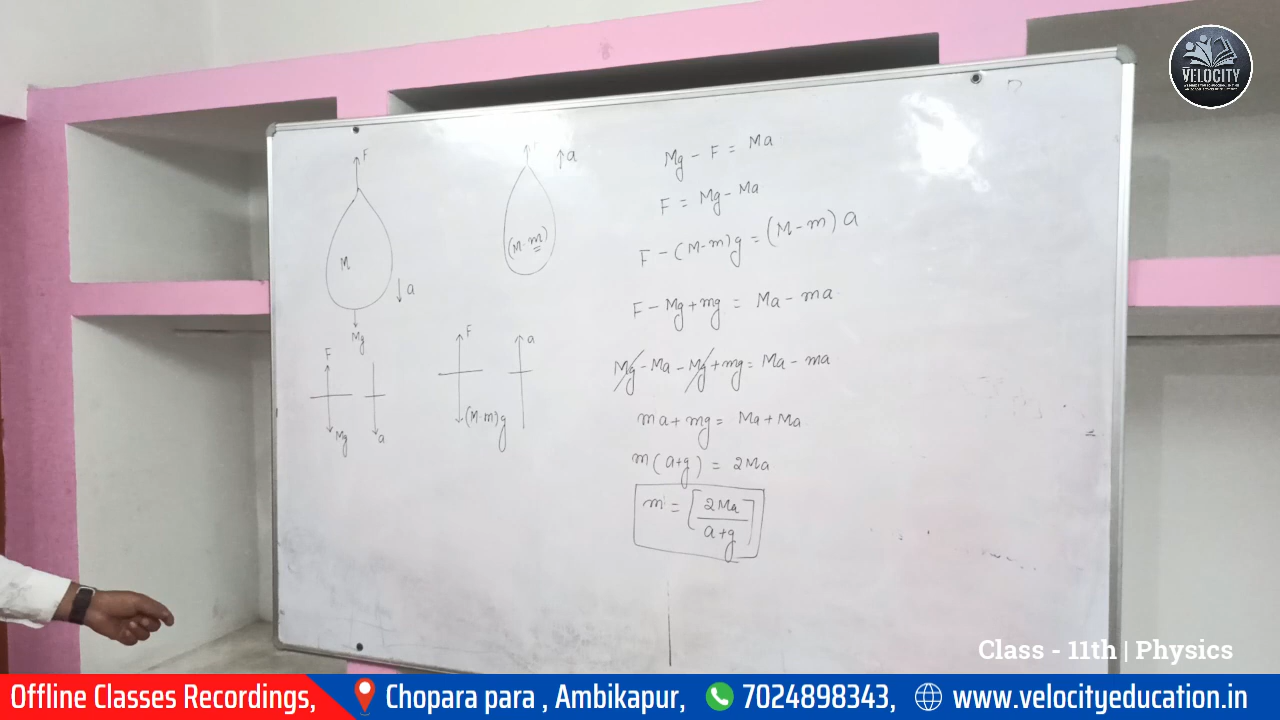 VELOCITY
F
M
↓ a
Mg
F
Mg
a
↑ a
(M-m)
F
(M-m)g
a
Mg - F = Ma
F = Mg - Ma
F - (M-m)g = (M-m) a
F - Mg + mg = Ma - ma
Mg - Ma - Mg + mg = Ma - ma
ma + mg = Ma + Ma
m(a+g) = 2Ma
m = [2Ma / a+g]
Class - 11th | Physics
Offline Classes Recordings, Chopara para , Ambikapur, 7024898343, www.velocityeducation.in